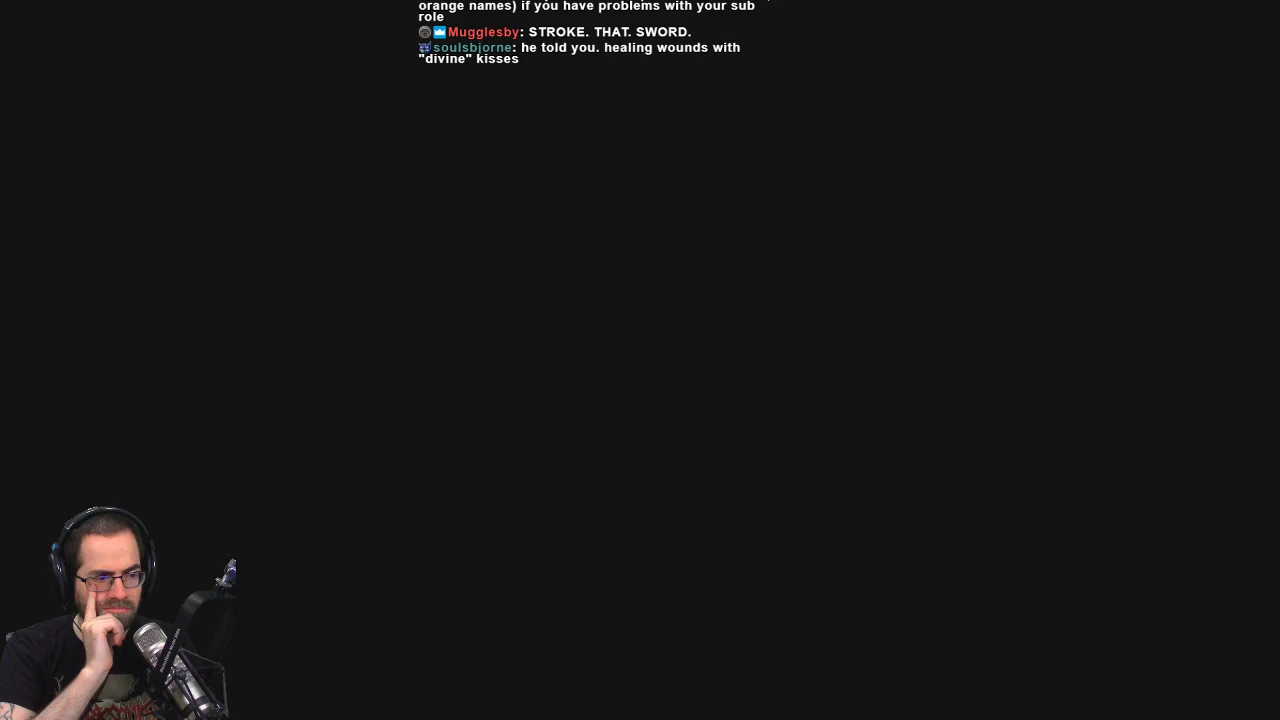 orange names) if you have problems with your sub
role
Mugglesby: STROKE. THAT. SWORD.
soulsbjorne: he told you. healing wounds with
"divine" kisses